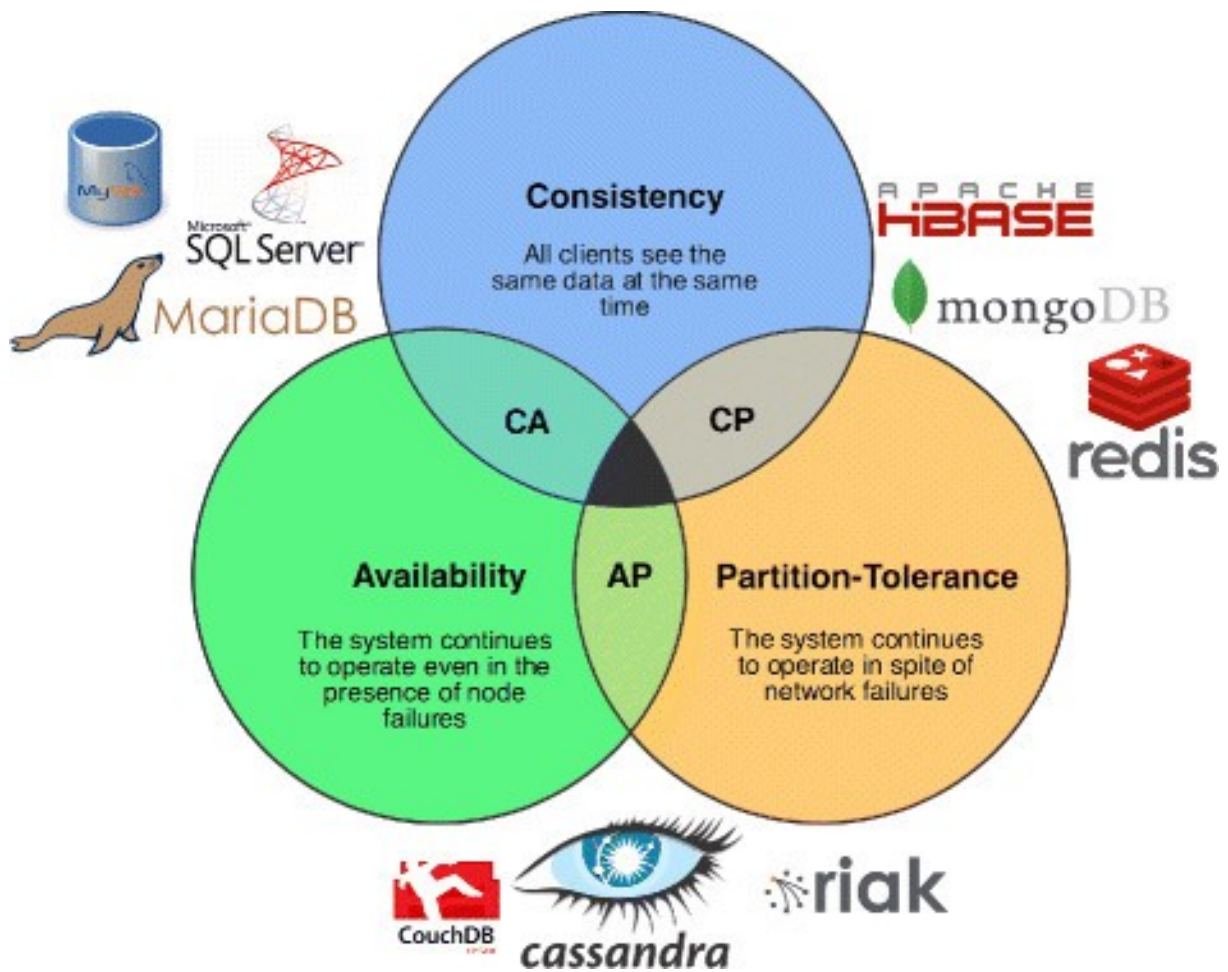 Consistency
All clients see the
same data at the same
time
MySQL
Microsoft
SQL Server
MariaDB
APACHE
HBASE
mongoDB
redis
CA
CP
Availability
AP
Partition-Tolerance
The system continues
to operate even in the
presence of node
failures
The system continues
to operate in spite of
network failures
CouchDB
cassandra
riak